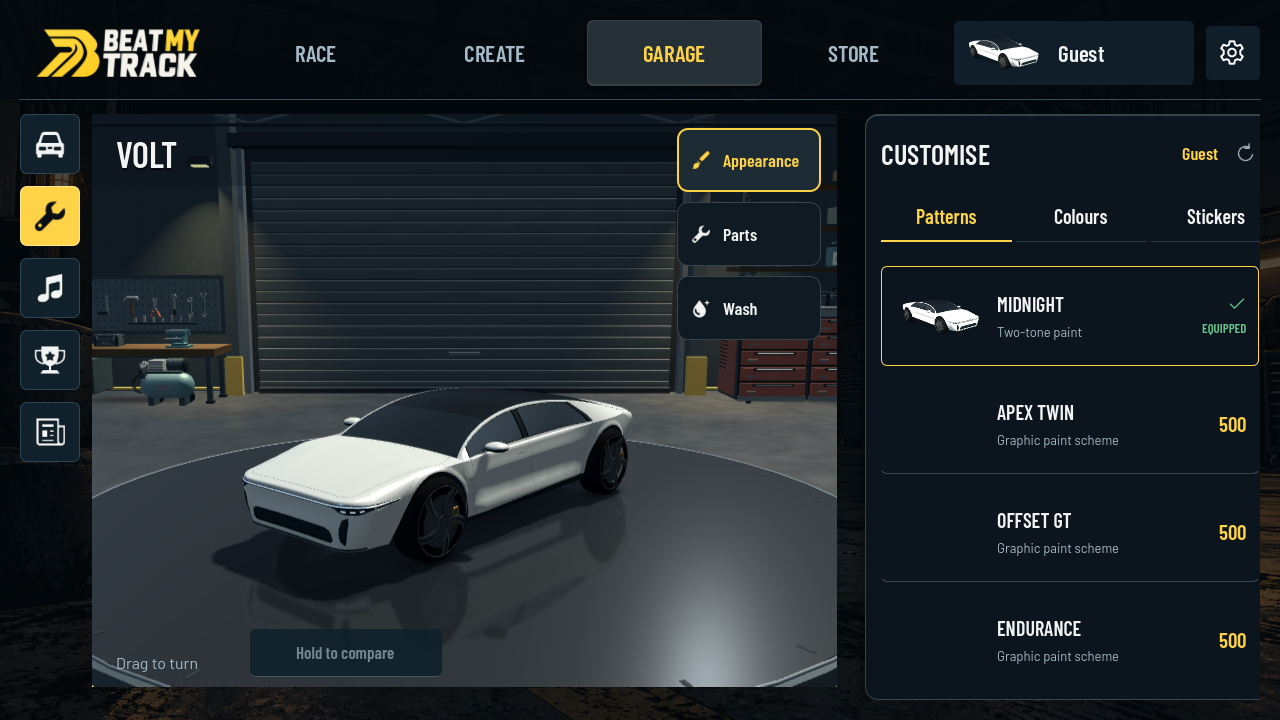 BEAT MY
TRACK
RACE
CREATE
GARAGE
STORE
Guest
VOLT
Appearance
Parts
Wash
Drag to turn
Hold to compare
CUSTOMISE
Guest
Patterns
Colours
Stickers
MIDNIGHT
Two-tone paint
EQUIPPED
APEX TWIN
Graphic paint scheme
500
OFFSET GT
Graphic paint scheme
500
ENDURANCE
Graphic paint scheme
500